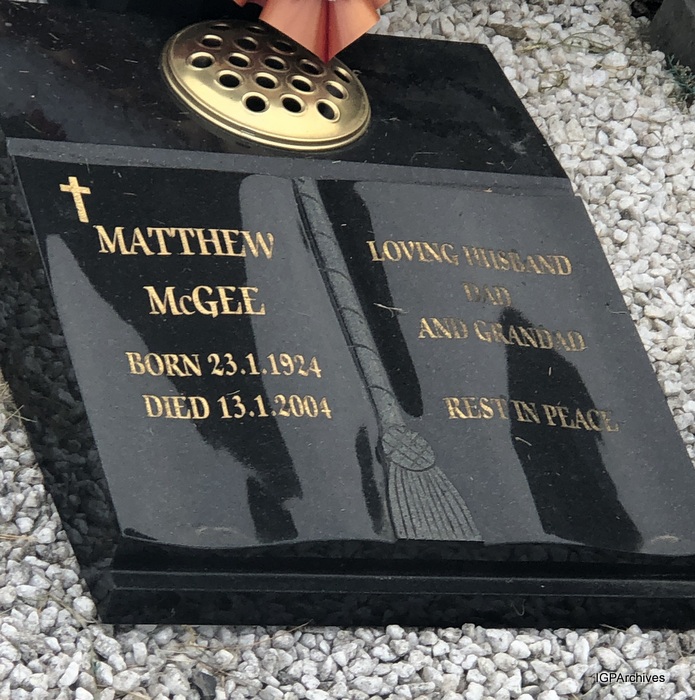 MATTHEW
McGEE
BORN 23.1.1924
DIED 13.1.2004
LOVING HUSBAND
DAD
AND GRANDAD
REST IN PEACE
IGPArchives